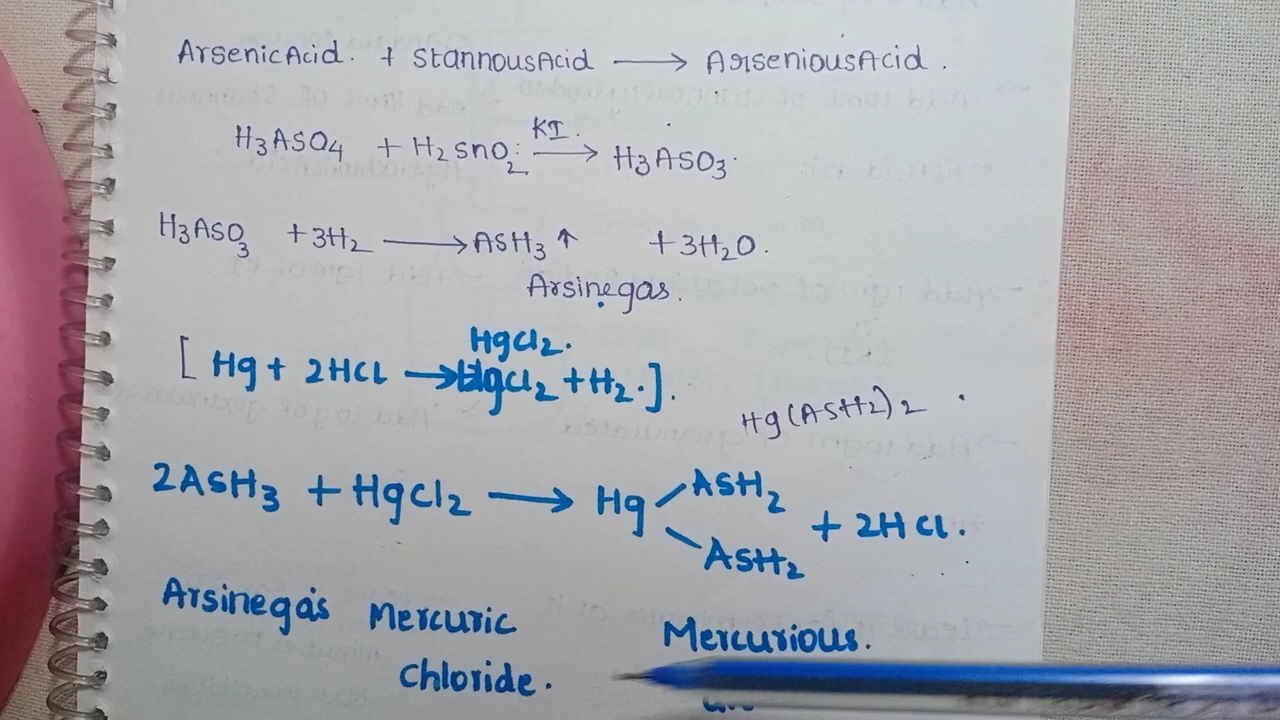 ArsenicAcid. + StannousAcid ⟶ ArseniousAcid.
H₃ASO₄ + H₂SnO₂ KI. ⟶ H₃ASO₃.
H₃ASO₃ + 3H₂ ⟶ ASH₃ ↑ + 3H₂O.
Arsinegas.
HgCl₂.
[ Hg + 2HCl ⟶ HgCl₂ + H₂.].
Hg(ASH₂)₂
2AsH₃ + HgCl₂ ⟶ Hg AsH₂ AsH₂ + 2HCl.
Arsinegas Mercuric Mercurious.
Chloride.